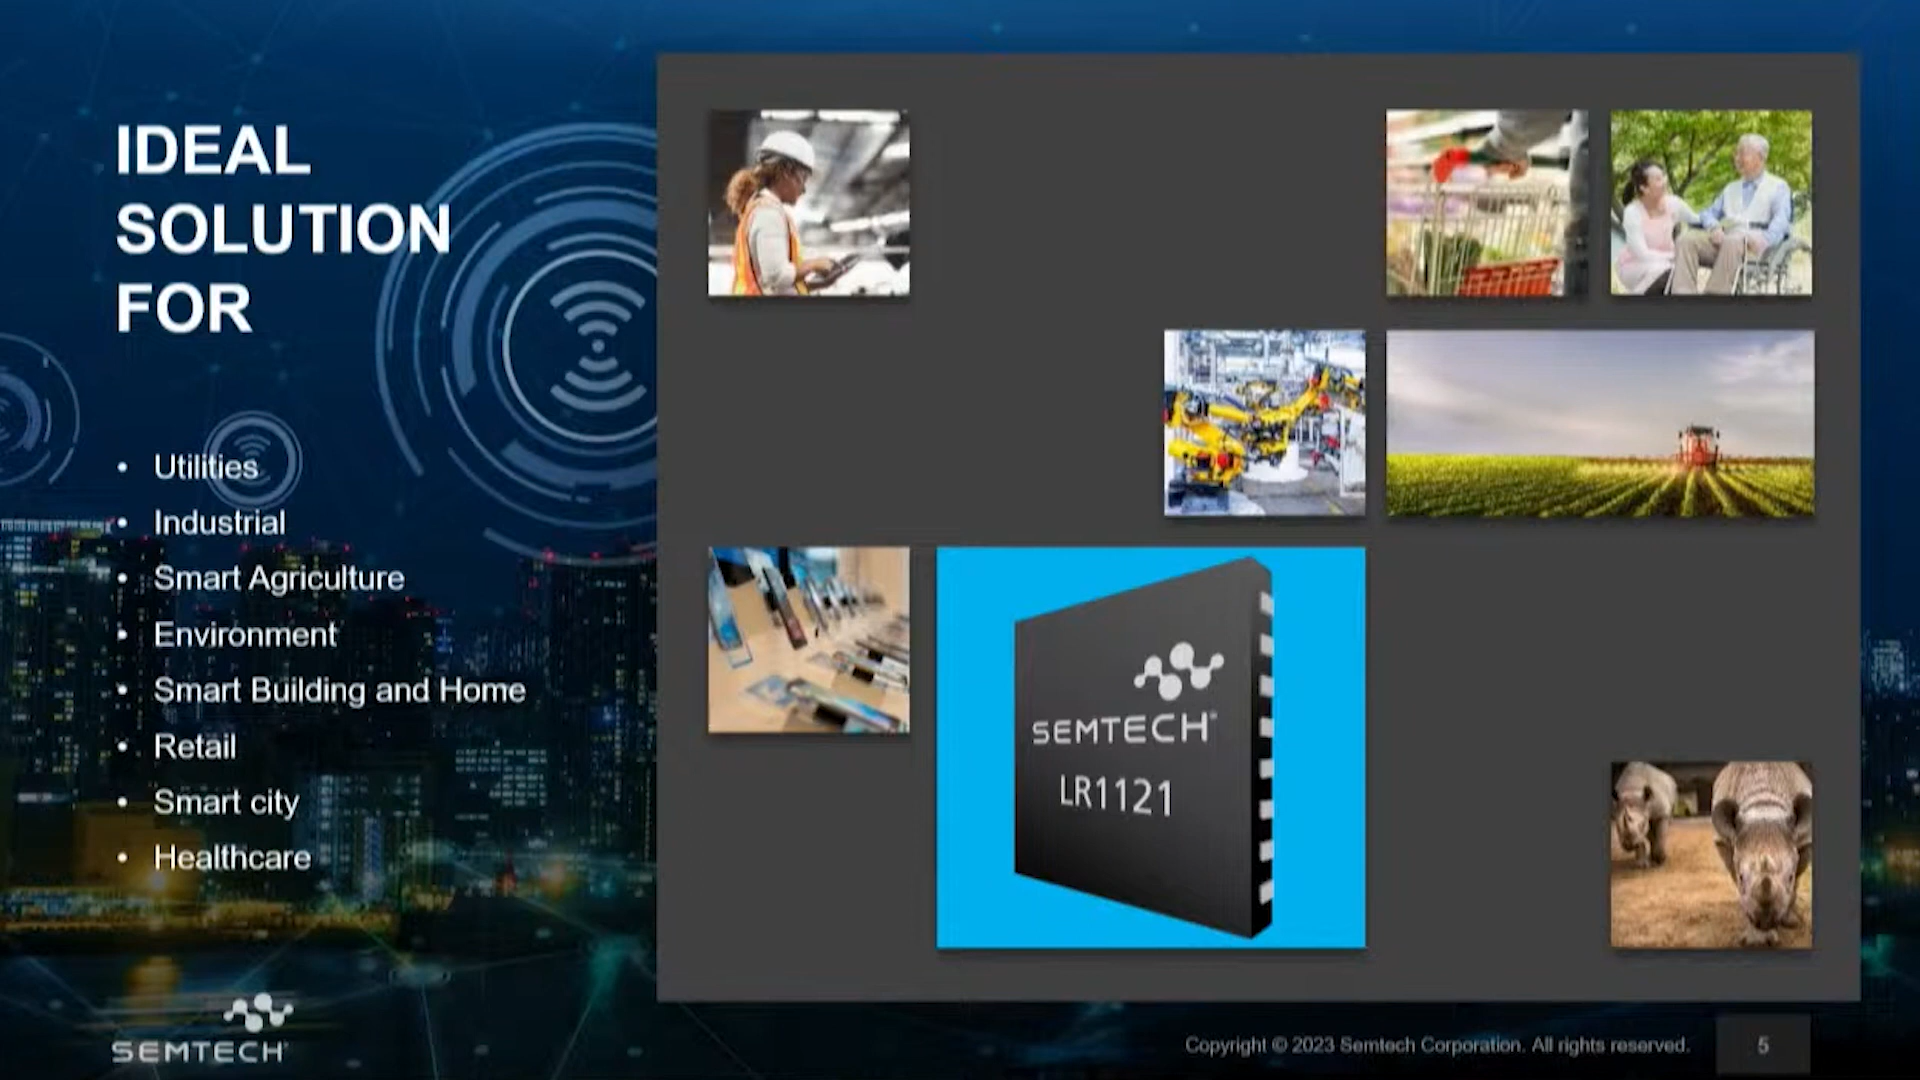 IDEAL
SOLUTION
FOR
• Utilities
• Industrial
• Smart Agriculture
• Environment
• Smart Building and Home
• Retail
• Smart city
• Healthcare
SEMTECH
LR1121
SEMTECH
Copyright © 2023 Semtech Corporation. All rights reserved.
5